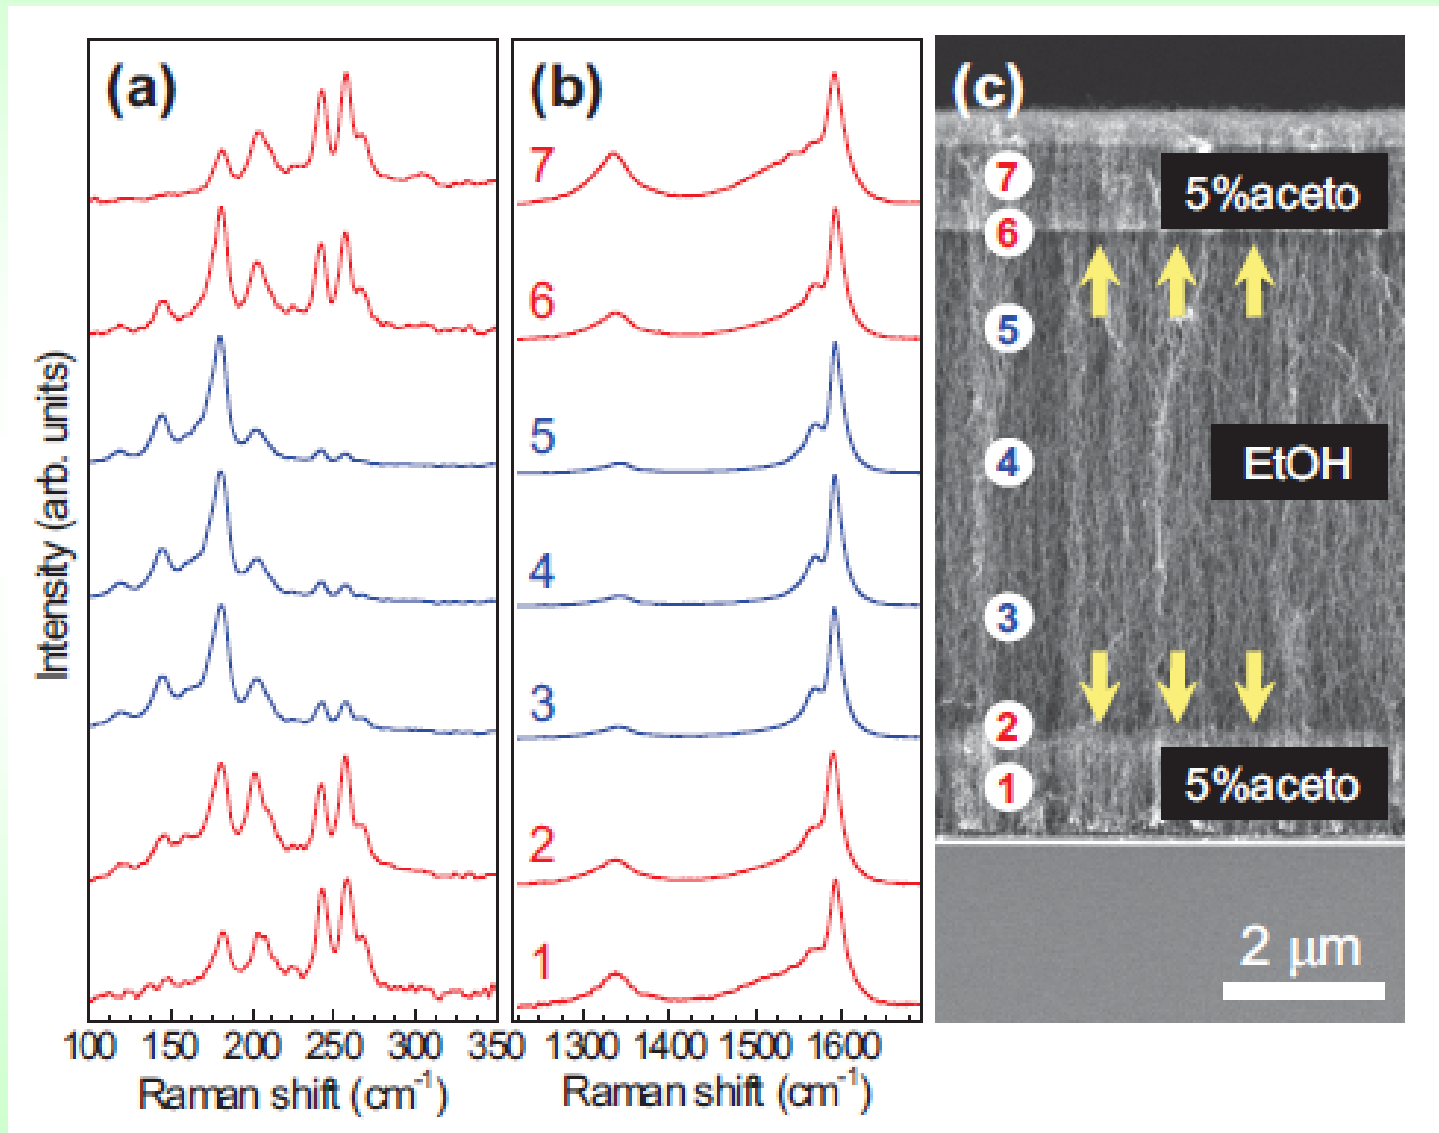 (a)
Intensity (arb. units)
100 150 200 250 300 350
Raman shift (cm-1)
(b)
7
6
5
4
3
2
1
1300 1400 1500 1600
Raman shift (cm-1)
(c)
7
5%aceto
6
5
4
EtOH
3
2
1
5%aceto
2 μm